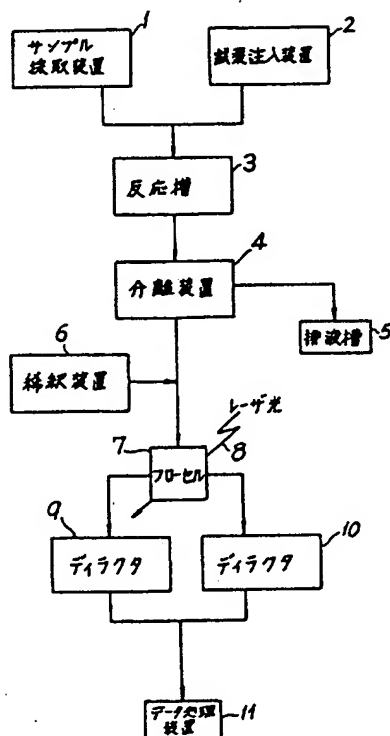 1
サンプル
採取装置
2
試薬注入装置
3
反応槽
4
分離装置
5
排液槽
6
稀釈装置
レーザ光
7
フローセル
8
9
ディテクタ
10
ディテクタ
データ処理
装置
11